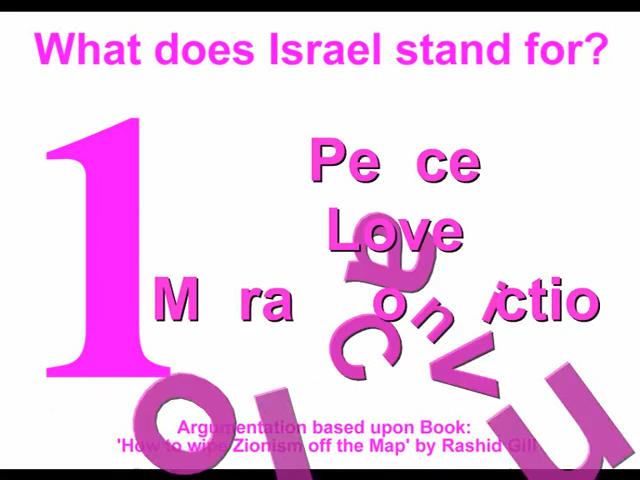 What does Israel stand for?
1
Pe ce
Love
M ra o n i ctio
a
c
v
o
l
n
Argumentation based upon Book:
'How to wipe Zionism off the Map' by Rashid Gill